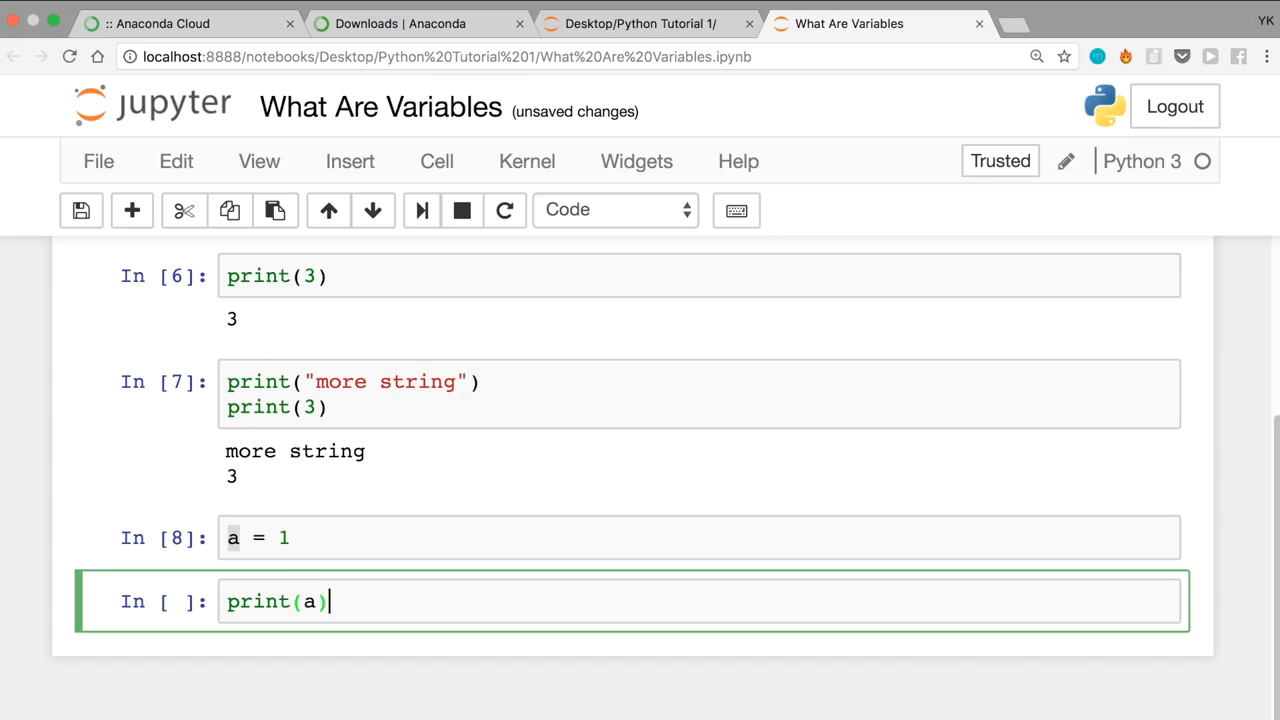 :: Anaconda Cloud
Downloads | Anaconda
Desktop/Python Tutorial 1/
What Are Variables
YK
localhost:8888/notebooks/Desktop/Python%20Tutorial%201/What%20Are%20Variables.ipynb
jupyter What Are Variables (unsaved changes)
Logout
File Edit View Insert Cell Kernel Widgets Help
Trusted
Python 3
Code
In [6]: print(3)
3
In [7]: print("more string")
print(3)
more string
3
In [8]: a = 1
In [ ]: print(a)